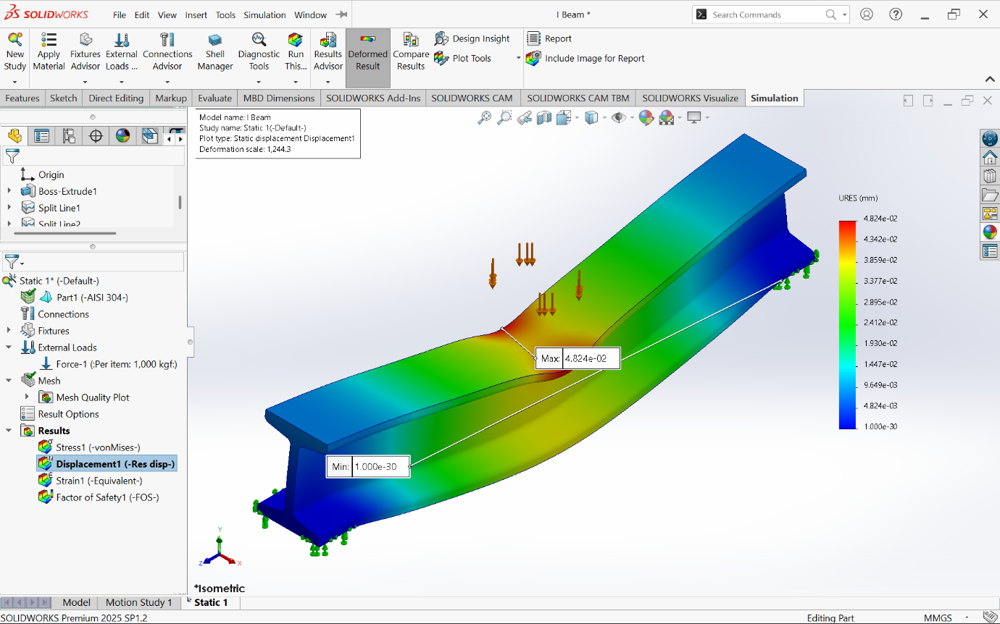 SOLIDWORKS File Edit View Insert Tools Simulation Window I Beam * Search Commands
New Study
Apply Material
Fixtures Advisor
External Loads ...
Connections Advisor
Shell Manager
Diagnostic Tools
Run This...
Results Advisor
Deformed Result
Compare Results
Design Insight
Plot Tools
Report
Include Image for Report
Features Sketch Direct Editing Markup Evaluate MBD Dimensions SOLIDWORKS Add-Ins SOLIDWORKS CAM SOLIDWORKS CAM TBM SOLIDWORKS Visualize Simulation
Origin
Boss-Extrude1
Split Line1
Split Line2
Static 1* (-Default-)
Part1 (-AISI 304-)
Connections
Fixtures
External Loads
Force-1 (:Per item: 1,000 kgf:)
Mesh
Mesh Quality Plot
Result Options
Results
Stress1 (-vonMises-)
Displacement1 (-Res disp-)
Strain1 (-Equivalent-)
Factor of Safety1 (-FOS-)
Model name: I Beam
Study name: Static 1(-Default-)
Plot type: Static displacement Displacement1
Deformation scale: 1,244.3
Max: 4.824e-02
Min: 1.000e-30
URES (mm)
4.824e-02
4.342e-02
3.859e-02
3.377e-02
2.895e-02
2.412e-02
1.930e-02
1.447e-02
9.649e-03
4.824e-03
1.000e-30
Y
Z X
*Isometric
Model Motion Study 1 Static 1
SOLIDWORKS Premium 2025 SP1.2 Editing Part MMGS